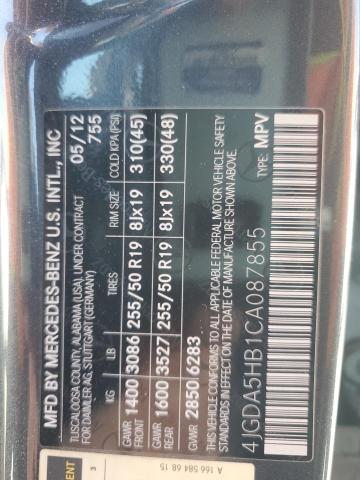 MFD BY MERCEDES-BENZ U.S. INTL., INC
TUSCALOOSA COUNTY, ALABAMA (USA), UNDER CONTRACT 05/12
FOR DAIMLER AG, STUTTGART (GERMANY) 755
KG LB TIRES RIM SIZE COLD KPA(PSI)
GAWR FRONT 1400 3086 255/50 R19 8Jx19 310(45)
GAWR REAR 1600 3527 255/50 R19 8Jx19 330(48)
GVWR 2850 6283
THIS VEHICLE CONFORMS TO ALL APPLICABLE FEDERAL MOTOR VEHICLE SAFETY
STANDARDS IN EFFECT ON THE DATE OF MANUFACTURE SHOWN ABOVE.
4JGDA5HB1CA087855 TYPE: MPV
A 166 584 68 15
3